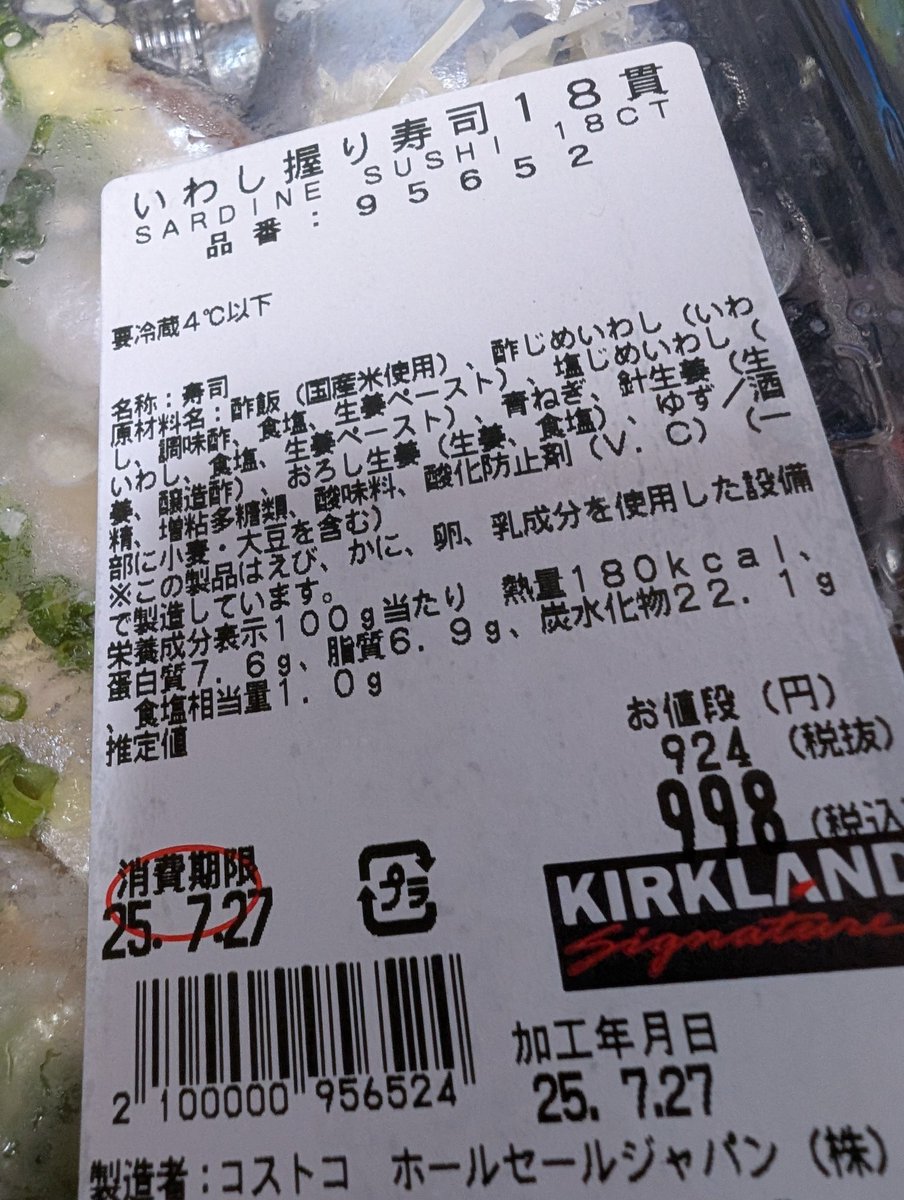 いわし握り寿司18貫
SARDINE SUSHI 18CT
品番:95652
要冷蔵4℃以下
名称:寿司
原材料名:酢飯(国産米使用)、酢じめいわし(いわ
し、調味酢、食塩、生姜ペースト)、塩じめいわし(
いわし、食塩、生姜ペースト)、青ねぎ、針生姜(生
姜、醸造酢)、おろし生姜(生姜、食塩)、ゆず/酒
精、増粘多糖類、酸味料、酸化防止剤(V.C)(一
部に小麦・大豆を含む)
※この製品はえび、かに、卵、乳成分を使用した設備
で製造しています。
栄養成分表示100g当たり 熱量180kcal、
蛋白質7.6g、脂質6.9g、炭水化物22.1g
、食塩相当量1.0g
推定値
お値段(円)
924(税抜)
998(税込
消費期限
25.7.27
プラ
KIRKLAND
Signature
2 100000 956524
加工年月日
25.7.27
製造者:コストコ ホールセールジャパン(株)